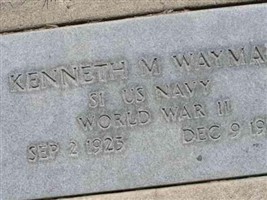 KENNETH M WAYMA
S1 US NAVY
WORLD WAR II
SEP 2 1925 DEC 9 19